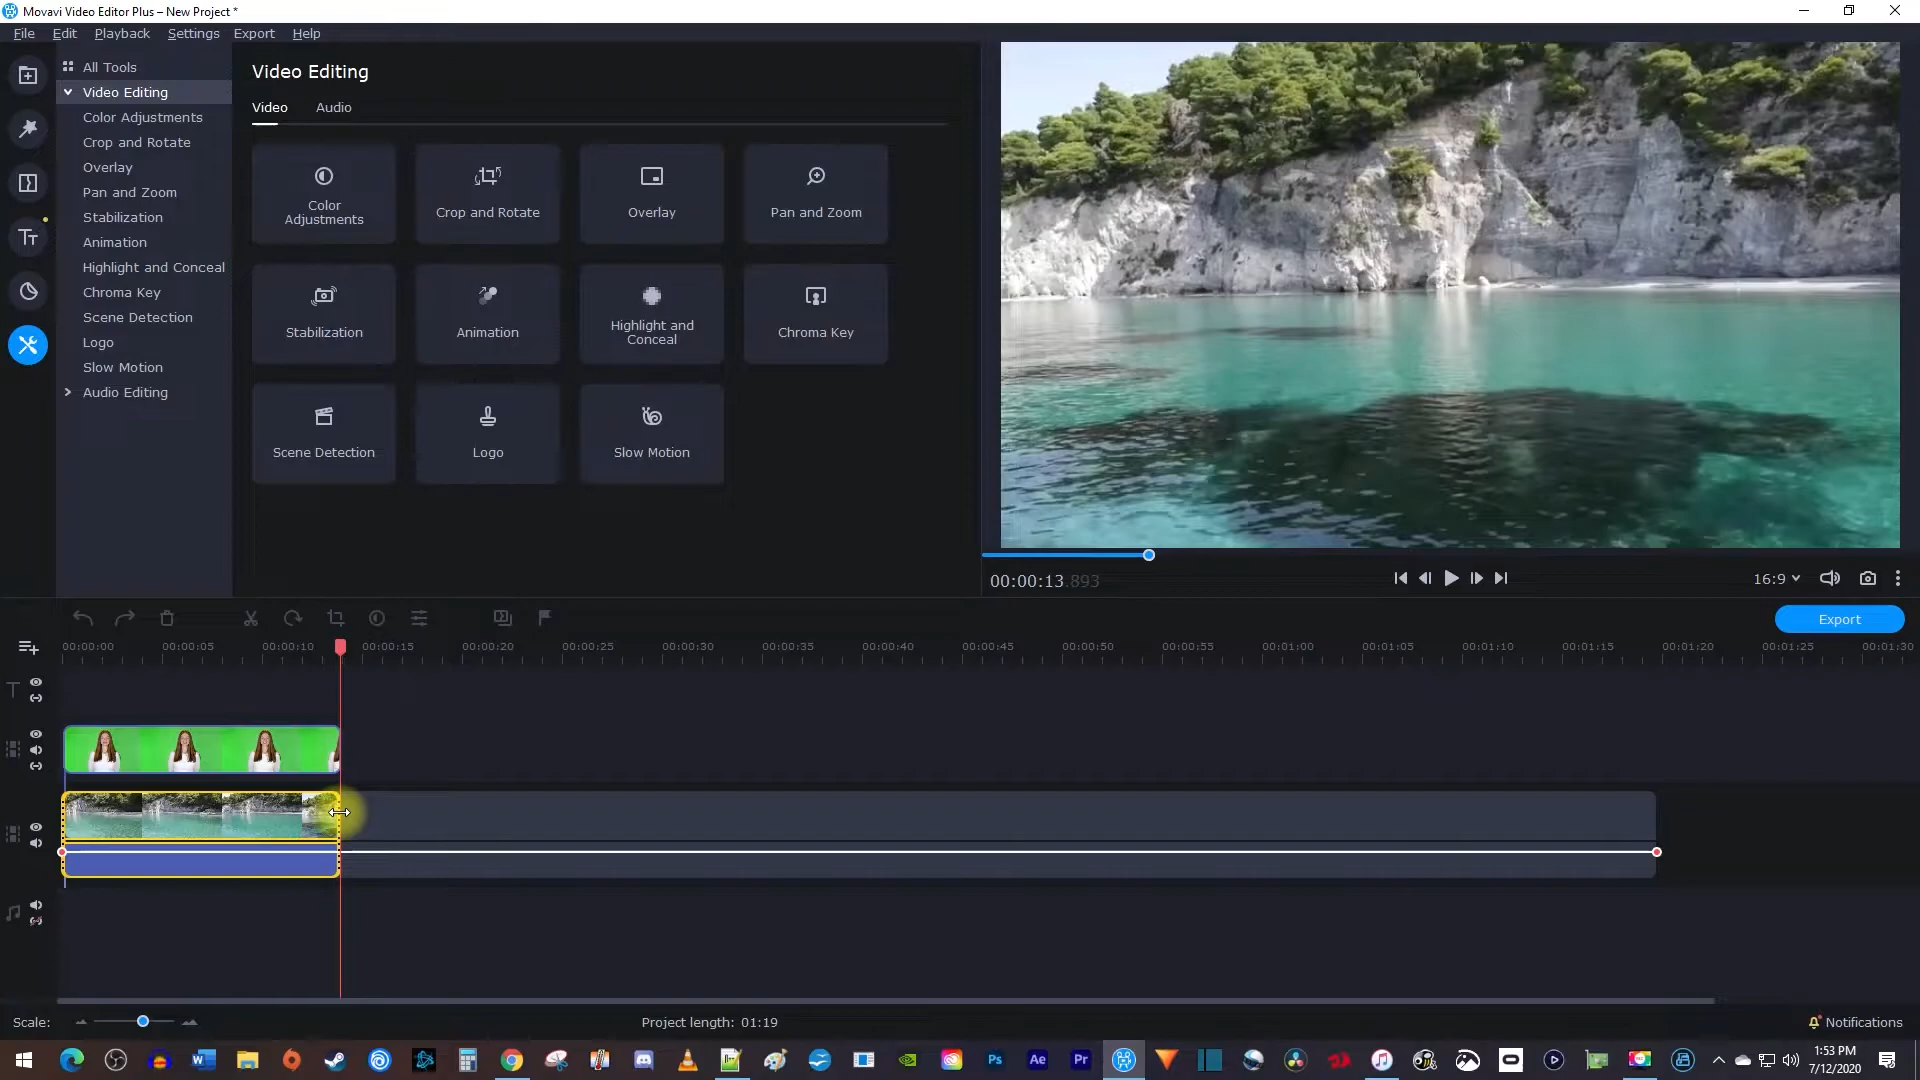 Movavi Video Editor Plus – New Project *
File Edit Playback Settings Export Help
All Tools
Video Editing
Color Adjustments
Crop and Rotate
Overlay
Pan and Zoom
Stabilization
Animation
Highlight and Conceal
Chroma Key
Scene Detection
Logo
Slow Motion
Audio Editing
Video Editing
Video Audio
Color
Adjustments
Crop and Rotate
Overlay
Pan and Zoom
Stabilization
Animation
Highlight and
Conceal
Chroma Key
Scene Detection
Logo
Slow Motion
00:00:13.893
16:9
Export
00:00:00 00:00:05 00:00:10 00:00:15 00:00:20 00:00:25 00:00:30 00:00:35 00:00:40 00:00:45 00:00:50 00:00:55 00:01:00 00:01:05 00:01:10 00:01:15 00:01:20 00:01:25 00:01:30
Scale:
Project length: 01:19
Notifications
Ps Ae Pr
1:53 PM
7/12/2020